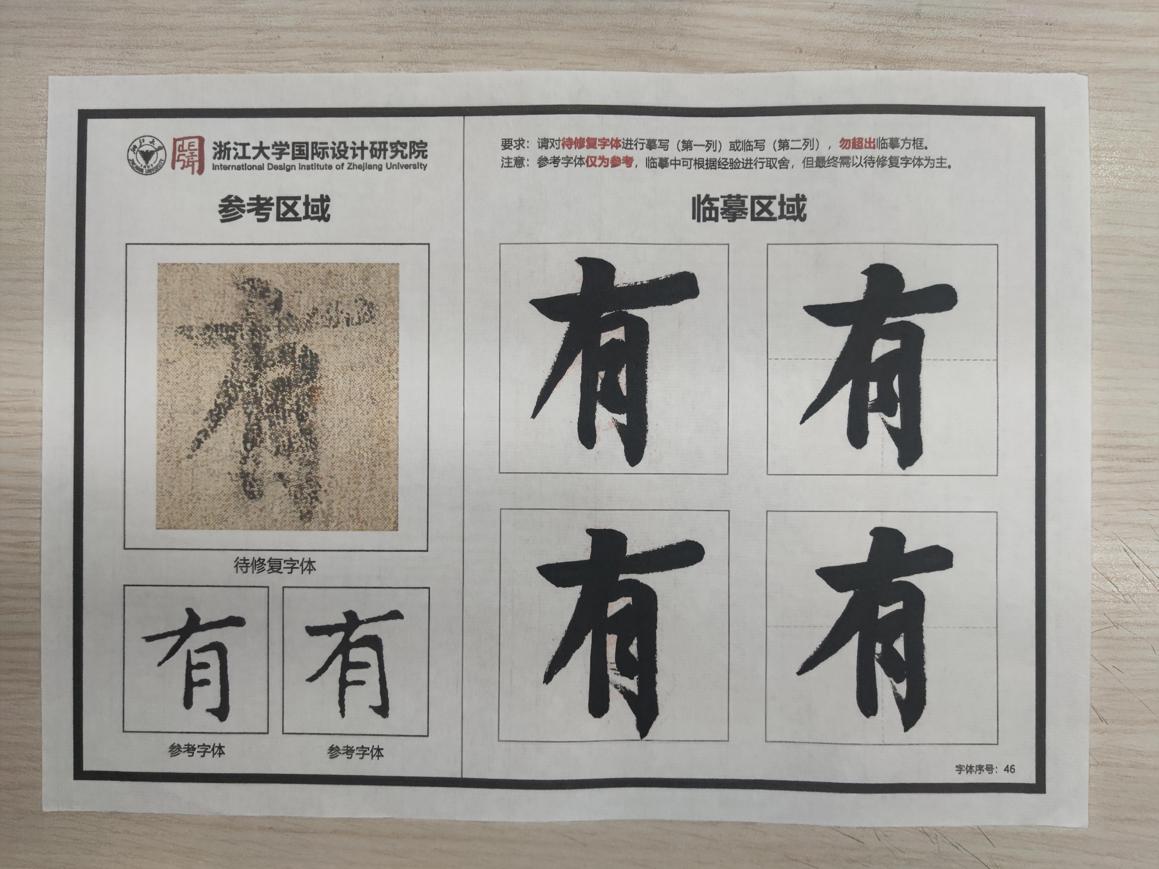 浙江大学国际设计研究院
International Design Institute of Zhejiang University
参考区域
有
待修复字体
有 有
参考字体 参考字体
要求：请对待修复字体进行摹写（第一列）或临写（第二列），勿超出临摹方框。
注意：参考字体仅为参考，临摹中可根据经验进行取舍，但最终需以待修复字体为主。
临摹区域
有 有
有 有
字体序号：46